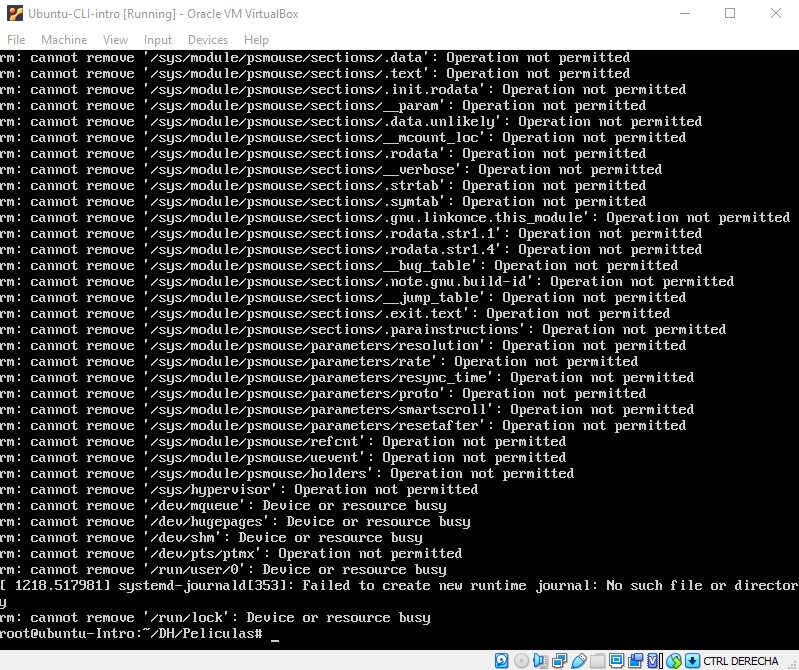 Ubuntu-CLI-intro [Running] - Oracle VM VirtualBox
File Machine View Input Devices Help
rm: cannot remove '/sys/module/psmouse/sections/.data': Operation not permitted
rm: cannot remove '/sys/module/psmouse/sections/.text': Operation not permitted
rm: cannot remove '/sys/module/psmouse/sections/.init.rodata': Operation not permitted
rm: cannot remove '/sys/module/psmouse/sections/__param': Operation not permitted
rm: cannot remove '/sys/module/psmouse/sections/.data.unlikely': Operation not permitted
rm: cannot remove '/sys/module/psmouse/sections/__mcount_loc': Operation not permitted
rm: cannot remove '/sys/module/psmouse/sections/.rodata': Operation not permitted
rm: cannot remove '/sys/module/psmouse/sections/__verbose': Operation not permitted
rm: cannot remove '/sys/module/psmouse/sections/.strtab': Operation not permitted
rm: cannot remove '/sys/module/psmouse/sections/.symtab': Operation not permitted
rm: cannot remove '/sys/module/psmouse/sections/.gnu.linkonce.this_module': Operation not permitted
rm: cannot remove '/sys/module/psmouse/sections/.rodata.str1.1': Operation not permitted
rm: cannot remove '/sys/module/psmouse/sections/.rodata.str1.4': Operation not permitted
rm: cannot remove '/sys/module/psmouse/sections/__bug_table': Operation not permitted
rm: cannot remove '/sys/module/psmouse/sections/.note.gnu.build-id': Operation not permitted
rm: cannot remove '/sys/module/psmouse/sections/__jump_table': Operation not permitted
rm: cannot remove '/sys/module/psmouse/sections/.exit.text': Operation not permitted
rm: cannot remove '/sys/module/psmouse/sections/.parainstructions': Operation not permitted
rm: cannot remove '/sys/module/psmouse/parameters/resolution': Operation not permitted
rm: cannot remove '/sys/module/psmouse/parameters/rate': Operation not permitted
rm: cannot remove '/sys/module/psmouse/parameters/resync_time': Operation not permitted
rm: cannot remove '/sys/module/psmouse/parameters/proto': Operation not permitted
rm: cannot remove '/sys/module/psmouse/parameters/smartscroll': Operation not permitted
rm: cannot remove '/sys/module/psmouse/parameters/resetafter': Operation not permitted
rm: cannot remove '/sys/module/psmouse/refcnt': Operation not permitted
rm: cannot remove '/sys/module/psmouse/uevent': Operation not permitted
rm: cannot remove '/sys/module/psmouse/holders': Operation not permitted
rm: cannot remove '/sys/hypervisor': Operation not permitted
rm: cannot remove '/dev/mqueue': Device or resource busy
rm: cannot remove '/dev/hugepages': Device or resource busy
rm: cannot remove '/dev/shm': Device or resource busy
rm: cannot remove '/dev/pts/ptmx': Operation not permitted
rm: cannot remove '/run/user/0': Device or resource busy
[ 1218.517981] systemd-journald[353]: Failed to create new runtime journal: No such file or director
y
rm: cannot remove '/run/lock': Device or resource busy
root@ubuntu-Intro:~/DH/Peliculas# _
CTRL DERECHA